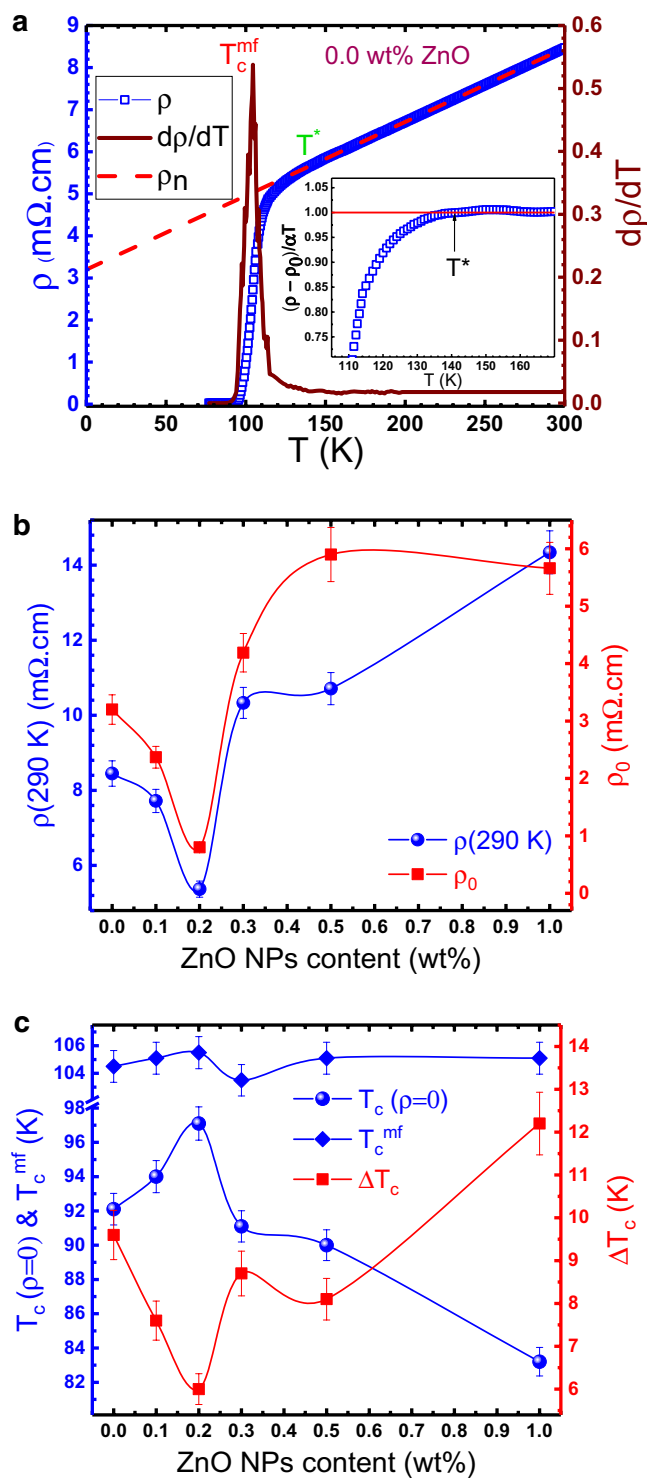 a
T_c^mf
0.0 wt% ZnO
9
8
7
6
5
4
3
2
1
0
ρ (mΩ.cm)
ρ
dρ/dT
ρ_n
T*
0.6
0.5
0.4
0.3
0.2
0.1
0.0
dρ/dT
1.05
1.00
0.95
0.90
0.85
0.80
0.75
(ρ − ρ_0)/αT
T*
110 120 130 140 150 160
T (K)
0 50 100 150 200 250 300
T (K)
b
14
12
10
8
6
ρ(290 K) (mΩ.cm)
6
5
4
3
2
1
0
ρ_0 (mΩ.cm)
ρ(290 K)
ρ_0
0.0 0.1 0.2 0.3 0.4 0.5 0.6 0.7 0.8 0.9 1.0
ZnO NPs content (wt%)
c
106
104
98
96
94
92
90
88
86
84
82
T_c (ρ=0) & T_c^mf (K)
T_c (ρ=0)
T_c^mf
ΔT_c
14
13
12
11
10
9
8
7
6
ΔT_c (K)
0.0 0.1 0.2 0.3 0.4 0.5 0.6 0.7 0.8 0.9 1.0
ZnO NPs content (wt%)